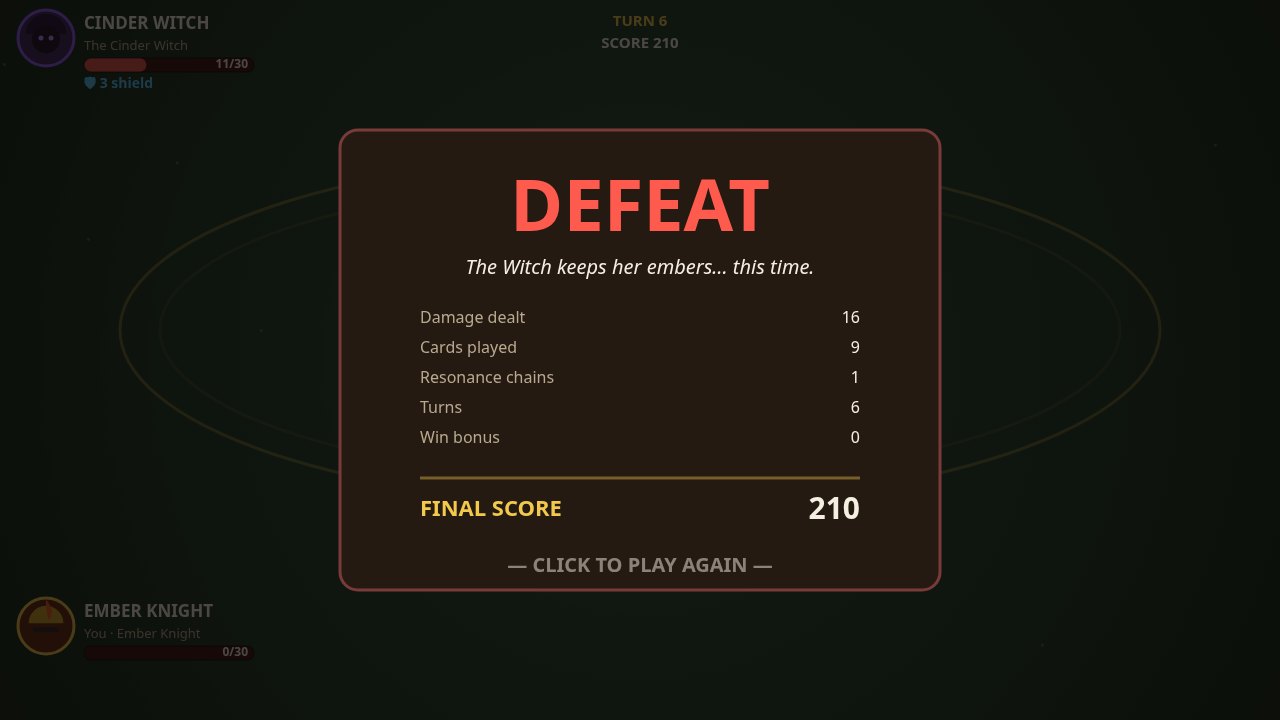 CINDER WITCH
The Cinder Witch
11/30
3 shield
TURN 6
SCORE 210
DEFEAT
The Witch keeps her embers... this time.
Damage dealt 16
Cards played 9
Resonance chains 1
Turns 6
Win bonus 0
FINAL SCORE 210
— CLICK TO PLAY AGAIN —
EMBER KNIGHT
You · Ember Knight
0/30